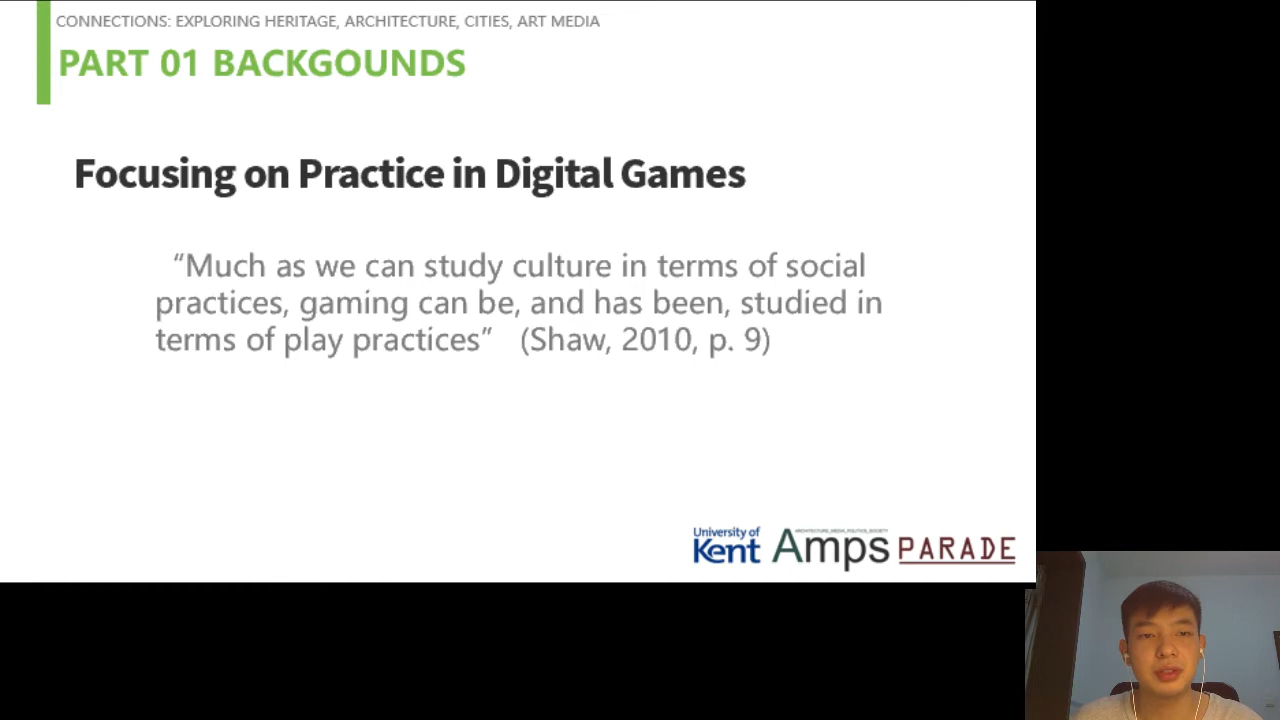 CONNECTIONS: EXPLORING HERITAGE, ARCHITECTURE, CITIES, ART MEDIA
PART 01 BACKGOUNDS
Focusing on Practice in Digital Games
“Much as we can study culture in terms of social
practices, gaming can be, and has been, studied in
terms of play practices” (Shaw, 2010, p. 9)
University of
Kent
ARCHITECTURE_MEDIA_POLITICS_SOCIETY
Amps
PARADE